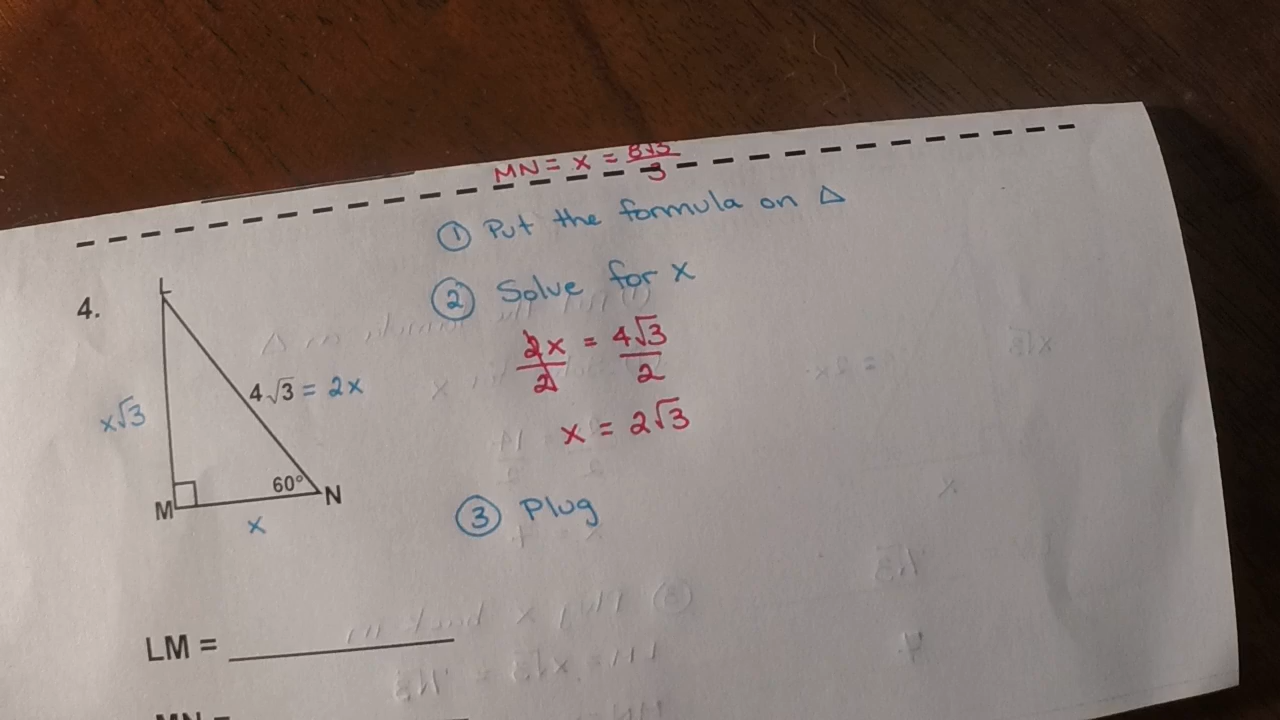 MN = x = 8√3/3
① Put the formula on △
② Solve for x
4.
L
2x/2 = 4√3/2
4√3 = 2x
x√3
x = 2√3
60°
M
N
x
③ Plug
LM =